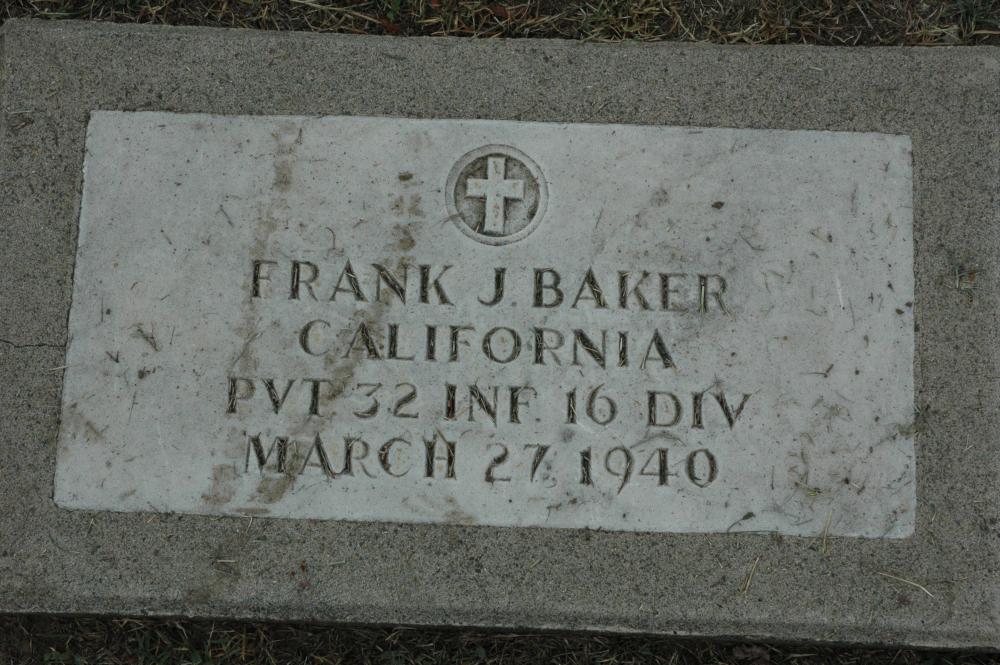 FRANK J. BAKER
CALIFORNIA
PVT 32 INF. 16 DIV
MARCH 27, 1940